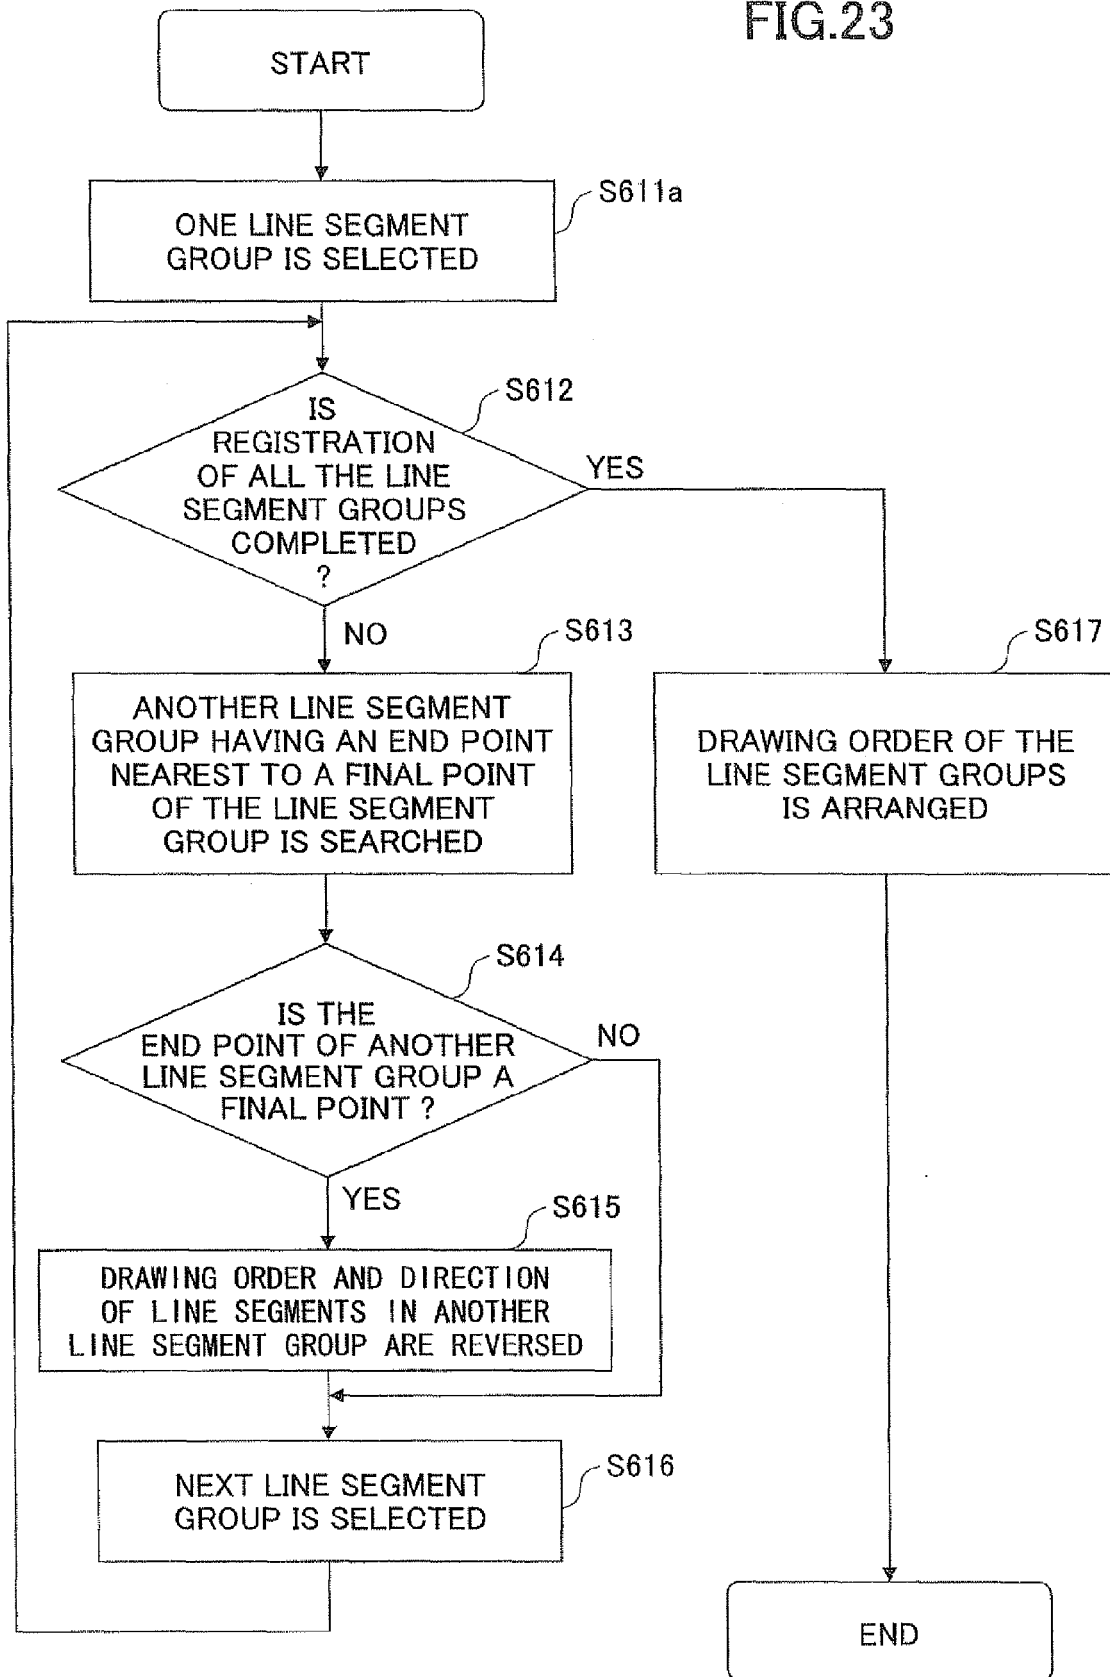 FIG.23
START
S611a
ONE LINE SEGMENT
GROUP IS SELECTED
S612
IS
REGISTRATION
OF ALL THE LINE
SEGMENT GROUPS
COMPLETED
?
YES
NO
S613
ANOTHER LINE SEGMENT
GROUP HAVING AN END POINT
NEAREST TO A FINAL POINT
OF THE LINE SEGMENT
GROUP IS SEARCHED
S617
DRAWING ORDER OF THE
LINE SEGMENT GROUPS
IS ARRANGED
S614
IS THE
END POINT OF ANOTHER
LINE SEGMENT GROUP A
FINAL POINT ?
NO
YES
S615
DRAWING ORDER AND DIRECTION
OF LINE SEGMENTS IN ANOTHER
LINE SEGMENT GROUP ARE REVERSED
S616
NEXT LINE SEGMENT
GROUP IS SELECTED
END